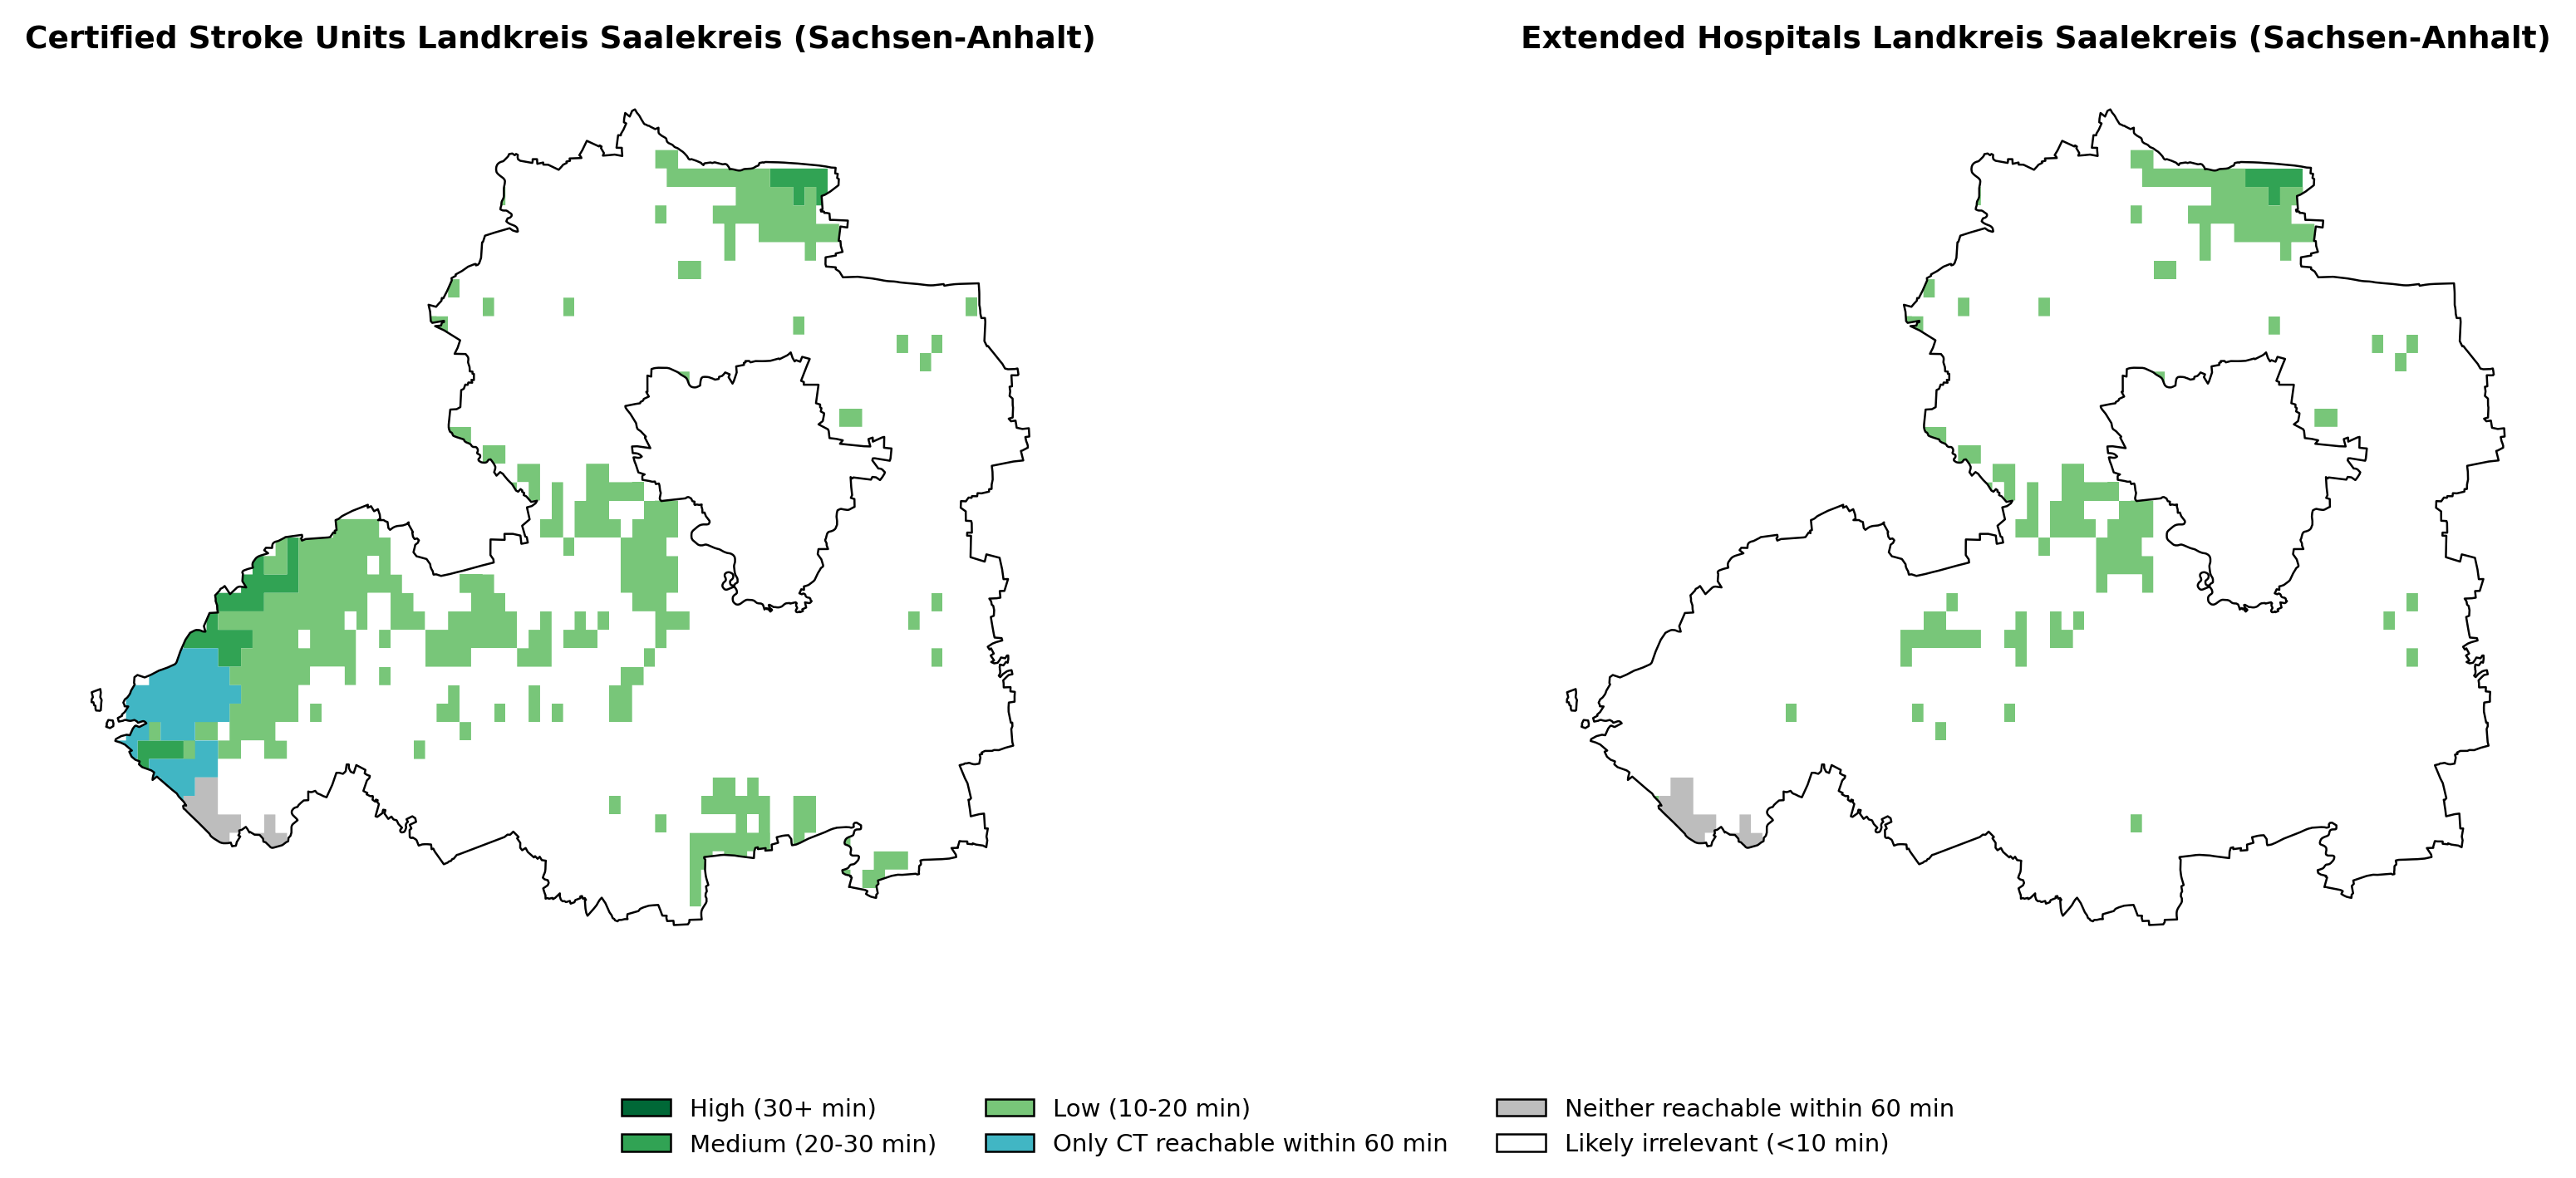 Certified Stroke Units Landkreis Saalekreis (Sachsen-Anhalt)
Extended Hospitals Landkreis Saalekreis (Sachsen-Anhalt)
High (30+ min)
Medium (20-30 min)
Low (10-20 min)
Only CT reachable within 60 min
Neither reachable within 60 min
Likely irrelevant (<10 min)